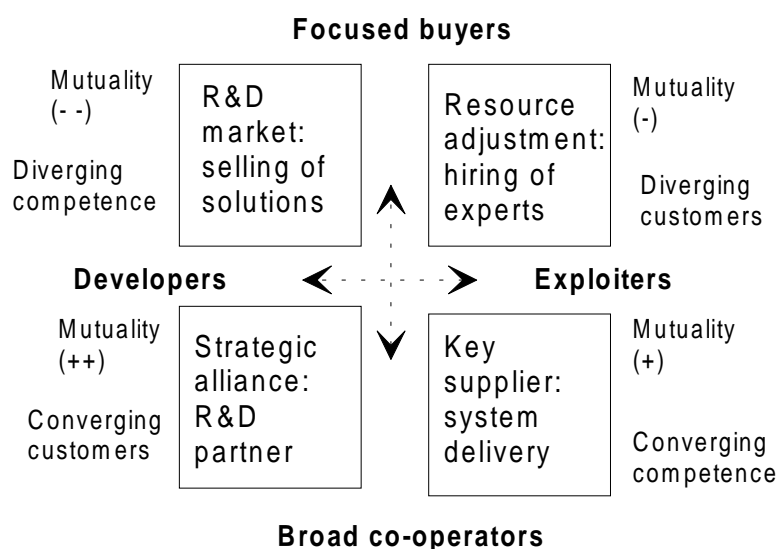 Focused buyers
Mutuality
(- -)
Diverging
competence
R&D
market:
selling of
solutions
Resource
adjustment:
hiring of
experts
Mutuality
(-)
Diverging
customers
Developers
Exploiters
Mutuality
(++)
Converging
customers
Strategic
alliance:
R&D
partner
Key
supplier:
system
delivery
Mutuality
(+)
Converging
competence
Broad co-operators